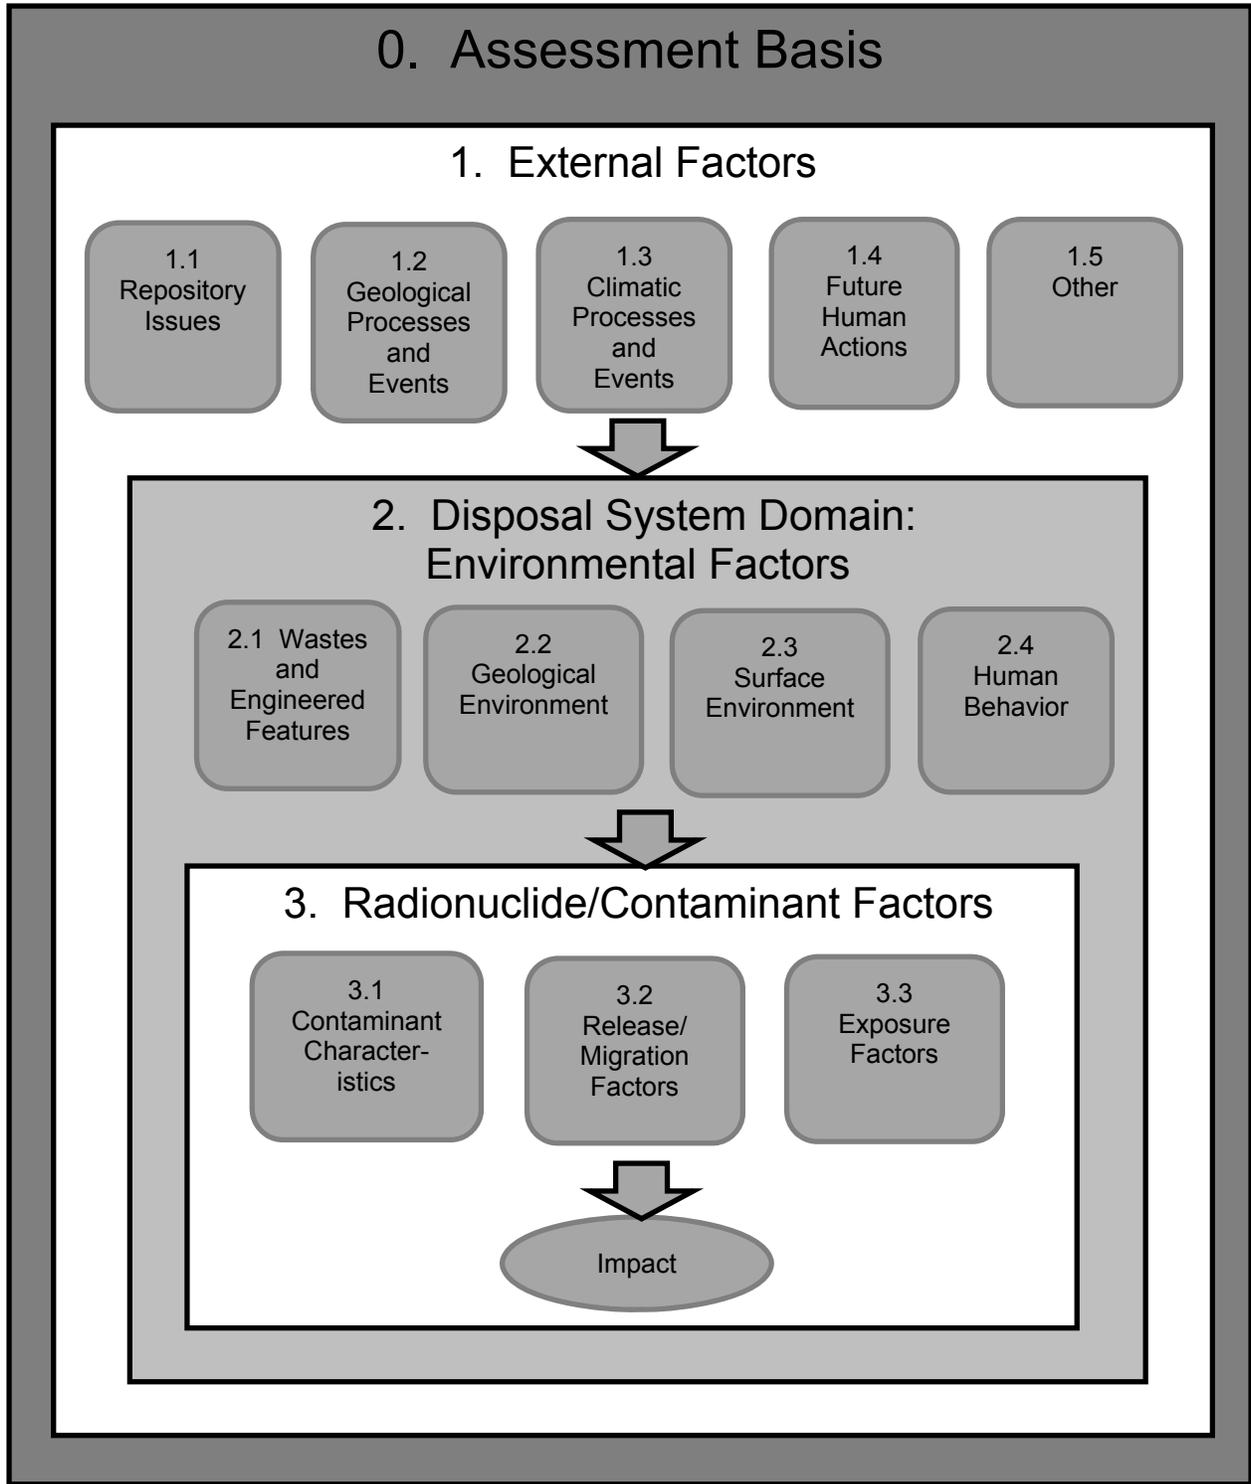 0. Assessment Basis
1. External Factors
1.1
Repository
Issues
1.2
Geological
Processes
and
Events
1.3
Climatic
Processes
and
Events
1.4
Future
Human
Actions
1.5
Other
2. Disposal System Domain:
Environmental Factors
2.1 Wastes
and
Engineered
Features
2.2
Geological
Environment
2.3
Surface
Environment
2.4
Human
Behavior
3. Radionuclide/Contaminant Factors
3.1
Contaminant
Character-
istics
3.2
Release/
Migration
Factors
3.3
Exposure
Factors
Impact